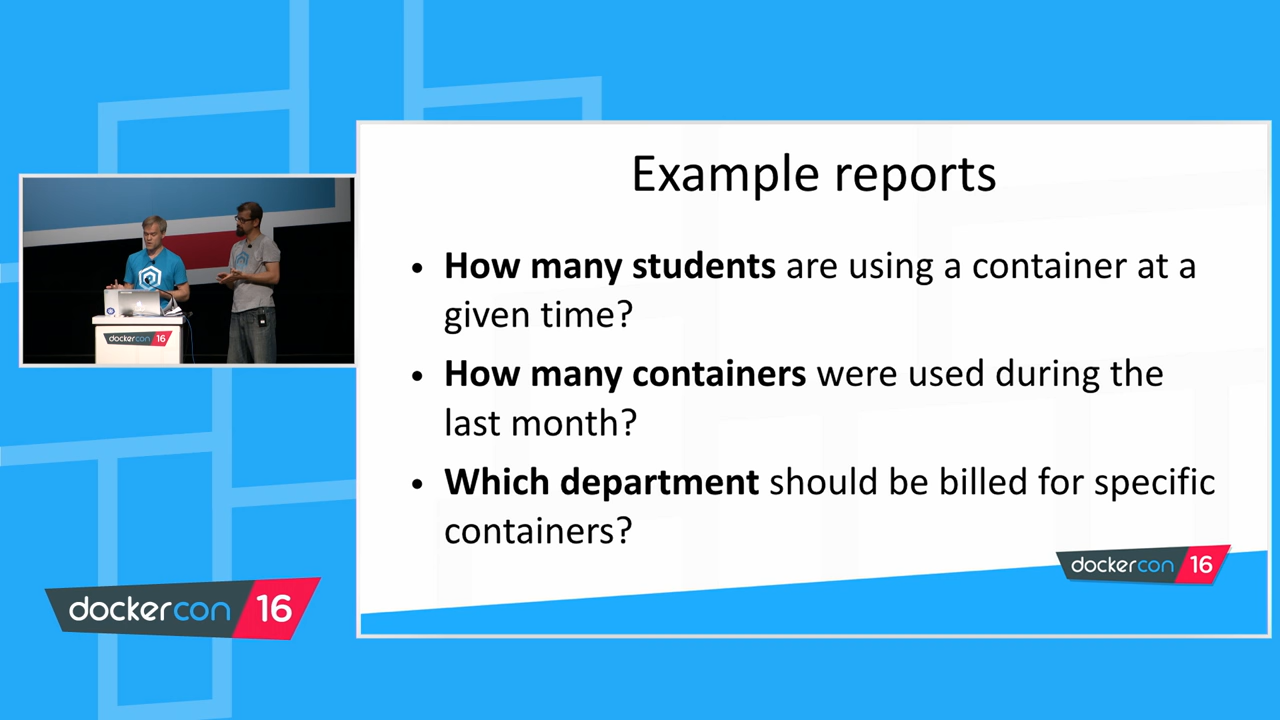 Example reports
• How many students are using a container at a
given time?
• How many containers were used during the
last month?
• Which department should be billed for specific
containers?
dockercon 16
dockercon 16
dockercon 16